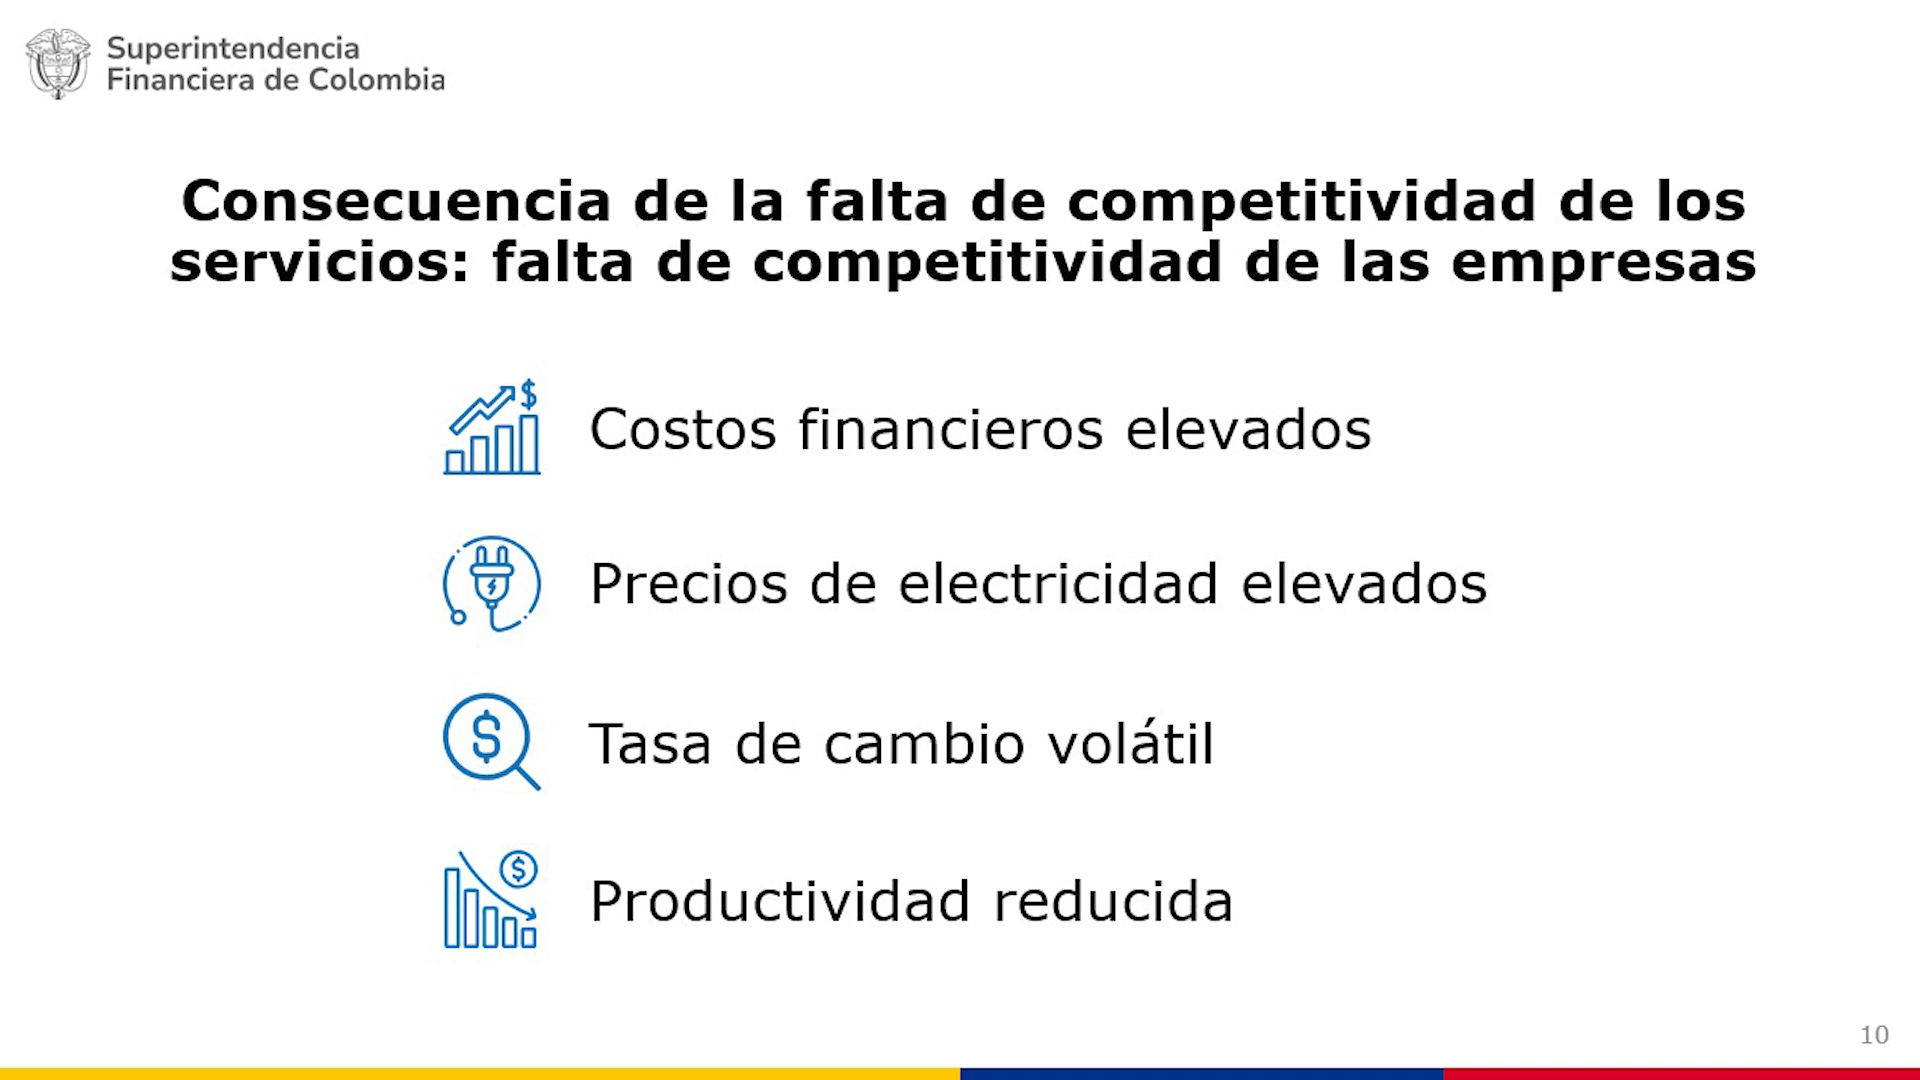 Superintendencia
Financiera de Colombia
Consecuencia de la falta de competitividad de los
servicios: falta de competitividad de las empresas
Costos financieros elevados
Precios de electricidad elevados
Tasa de cambio volátil
Productividad reducida
10